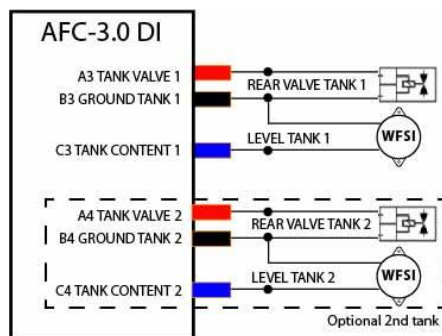 AFC-3.0 DI
A3 TANK VALVE 1
REAR VALVE TANK 1
B3 GROUND TANK 1
WFSI
LEVEL TANK 1
C3 TANK CONTENT 1
A4 TANK VALVE 2
REAR VALVE TANK 2
B4 GROUND TANK 2
WFSI
LEVEL TANK 2
C4 TANK CONTENT 2
Optional 2nd tank